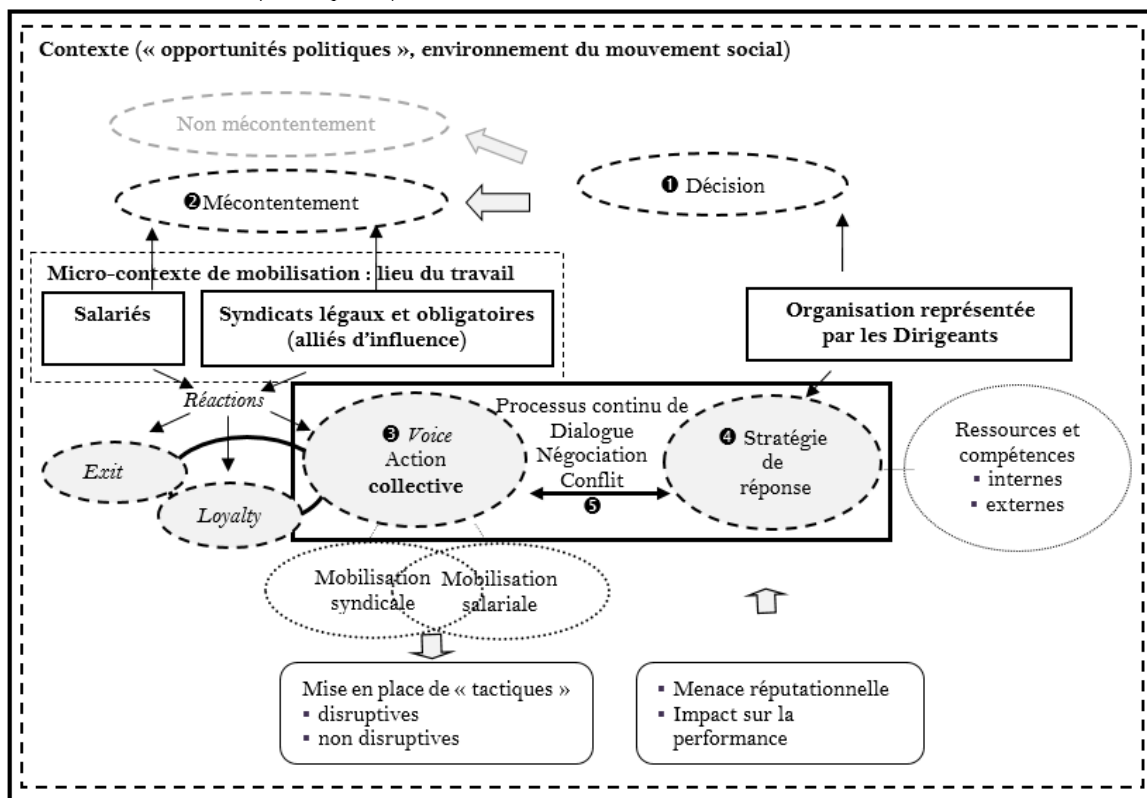 Contexte (« opportunités politiques », environnement du mouvement social)
Non mécontentement
❶ Décision
❷Mécontentement
Micro-contexte de mobilisation : lieu du travail
Salariés
Syndicats légaux et obligatoires
(alliés d'influence)
Organisation représentée
par les Dirigeants
Réactions
Exit
Loyalty
❸ Voice
Action
collective
Processus continu de
Dialogue
Négociation
Conflit
❺
❹ Stratégie
de
réponse
Ressources et
compétences
▪ internes
▪ externes
Mobilisation
syndicale
Mobilisation
salariale
Mise en place de « tactiques »
▪ disruptives
▪ non disruptives
▪ Menace réputationnelle
▪ Impact sur la
performance